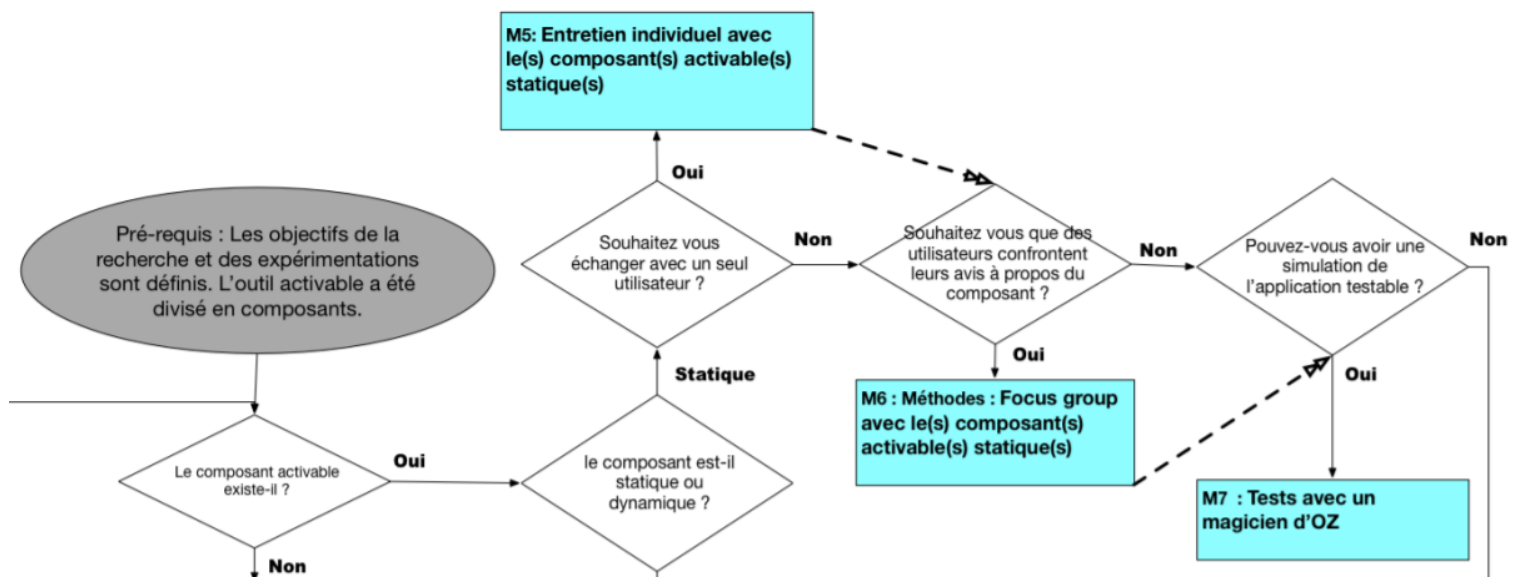 M5: Entretien individuel avec
le(s) composant(s) activable(s)
statique(s)
Oui
Pré-requis : Les objectifs de la
recherche et des expérimentations
sont définis. L'outil activable a été
divisé en composants.
Souhaitez vous
échanger avec un seul
utilisateur ?
Non
Souhaitez vous que des
utilisateurs confrontent
leurs avis à propos du
composant ?
Non
Pouvez-vous avoir une
simulation de
l'application testable ?
Non
Statique
Oui
Oui
M6 : Méthodes : Focus group
avec le(s) composant(s)
activable(s) statique(s)
Le composant activable
existe-il ?
Oui
le composant est-il
statique ou
dynamique ?
M7 : Tests avec un
magicien d'OZ
Non